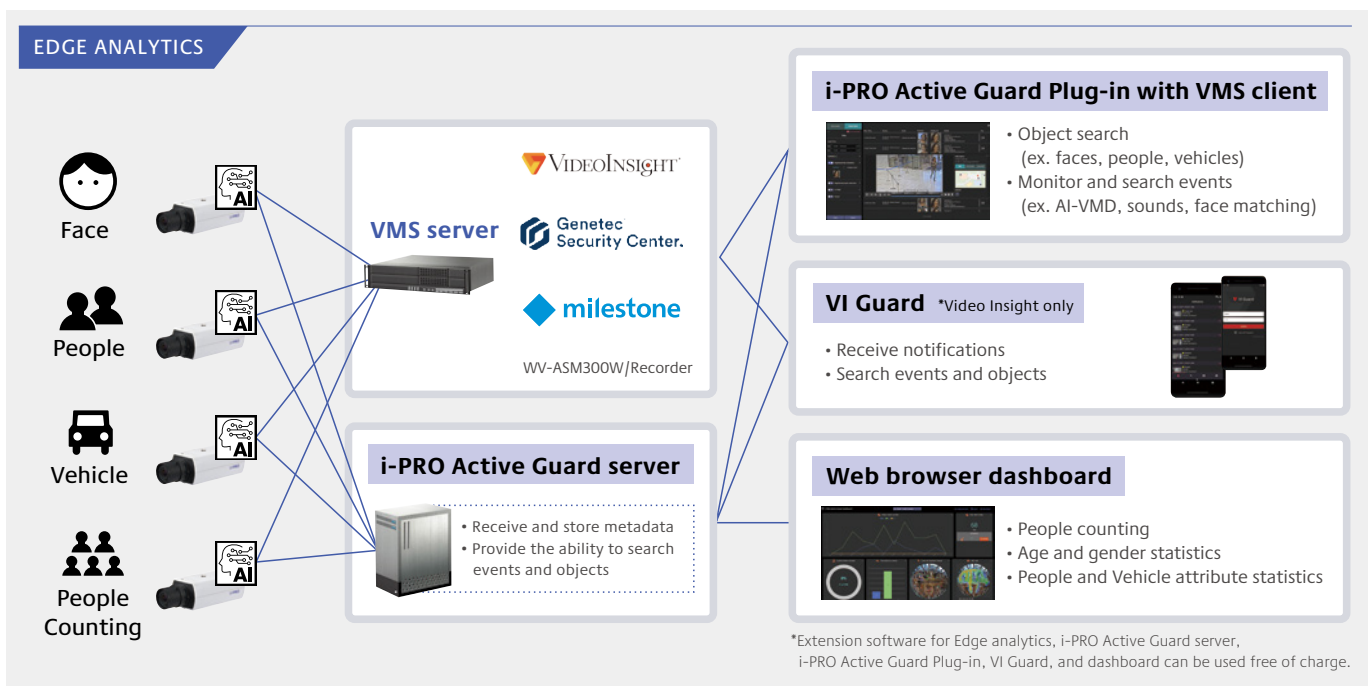 EDGE ANALYTICS
Face
AI
People
AI
Vehicle
AI
People
Counting
AI
VMS server
VIDEOINSIGHT
Genetec
Security Center.
milestone
WV-ASM300W/Recorder
i-PRO Active Guard server
• Receive and store metadata
• Provide the ability to search
events and objects
i-PRO Active Guard Plug-in with VMS client
• Object search
(ex. faces, people, vehicles)
• Monitor and search events
(ex. AI-VMD, sounds, face matching)
VI Guard *Video Insight only
• Receive notifications
• Search events and objects
VI Guard
Web browser dashboard
• People counting
• Age and gender statistics
• People and Vehicle attribute statistics
*Extension software for Edge analytics, i-PRO Active Guard server,
i-PRO Active Guard Plug-in, VI Guard, and dashboard can be used free of charge.